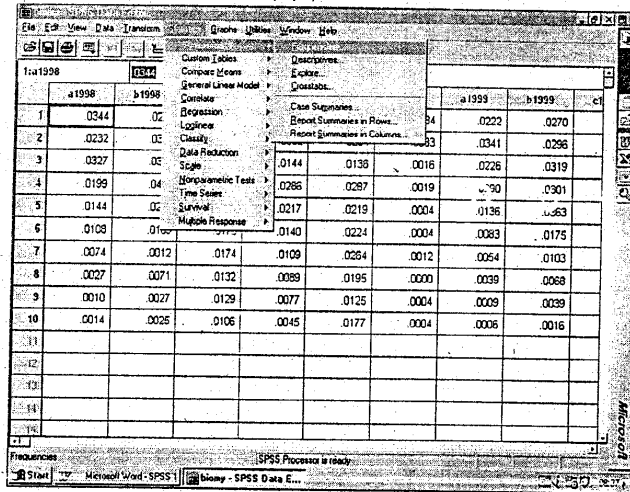 File Edit View Data Transform Graphs Utilities Window Help
1:a1998 .0344
Custom Tables
Compare Means
General Linear Model
Correlate
Regression
Loglinear
Classify
Data Reduction
Scale
Nonparametric Tests
Time Series
Survival
Multiple Response
Descriptives...
Explore...
Crosstabs...
Case Summaries...
Report Summaries in Rows...
Report Summaries in Columns...
a1998 b1998 a1999 b1999 c1
1 .0344 .02 .0222 .0270
2 .0232 .03 .0341 .0296
3 .0327 .03 .0144 .0136 .0016 .0226 .0319
4 .0199 .04 .0286 .0287 .0019 .0301
5 .0144 .02 .0217 .0219 .0004 .0136
6 .0108 .0140 .0224 .0004 .0083 .0175
7 .0074 .0012 .0174 .0109 .0264 .0012 .0054 .0103
8 .0027 .0071 .0132 .0089 .0195 .0000 .0039 .0068
9 .0010 .0027 .0129 .0077 .0125 .0004 .0009 .0039
10 .0014 .0025 .0106 .0045 .0177 .0004 .0006 .0016
11
12
13
14
15
Frequencies SPSS Processor is ready
Start Microsoft Word - SPSS biomy - SPSS Data E...
Microsoft